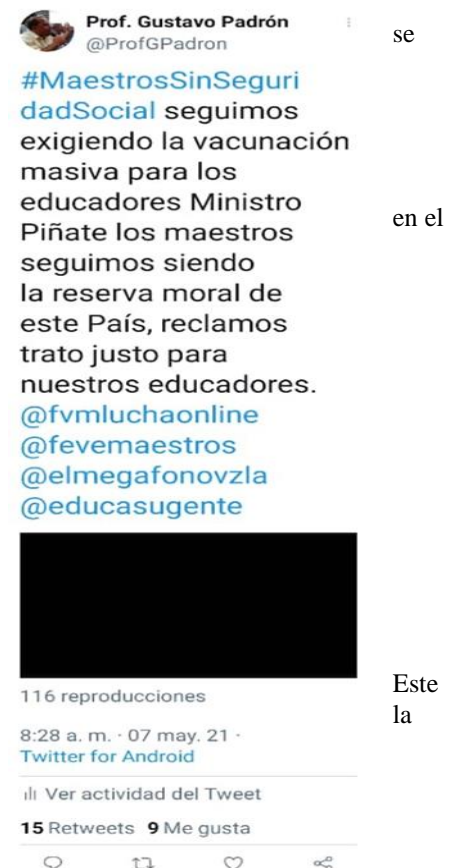 Prof. Gustavo Padrón
@ProfGPadron
se
#MaestrosSinSeguri
dadSocial seguimos
exigiendo la vacunación
masiva para los
educadores Ministro
Piñate los maestros
en el
seguimos siendo
la reserva moral de
este País, reclamos
trato justo para
nuestros educadores.
@fvmluchaonline
@fevemaestros
@elmegafonovzla
@educasugente
116 reproducciones
Este
la
8:28 a. m. · 07 may. 21 ·
Twitter for Android
Ver actividad del Tweet
15 Retweets 9 Me gusta